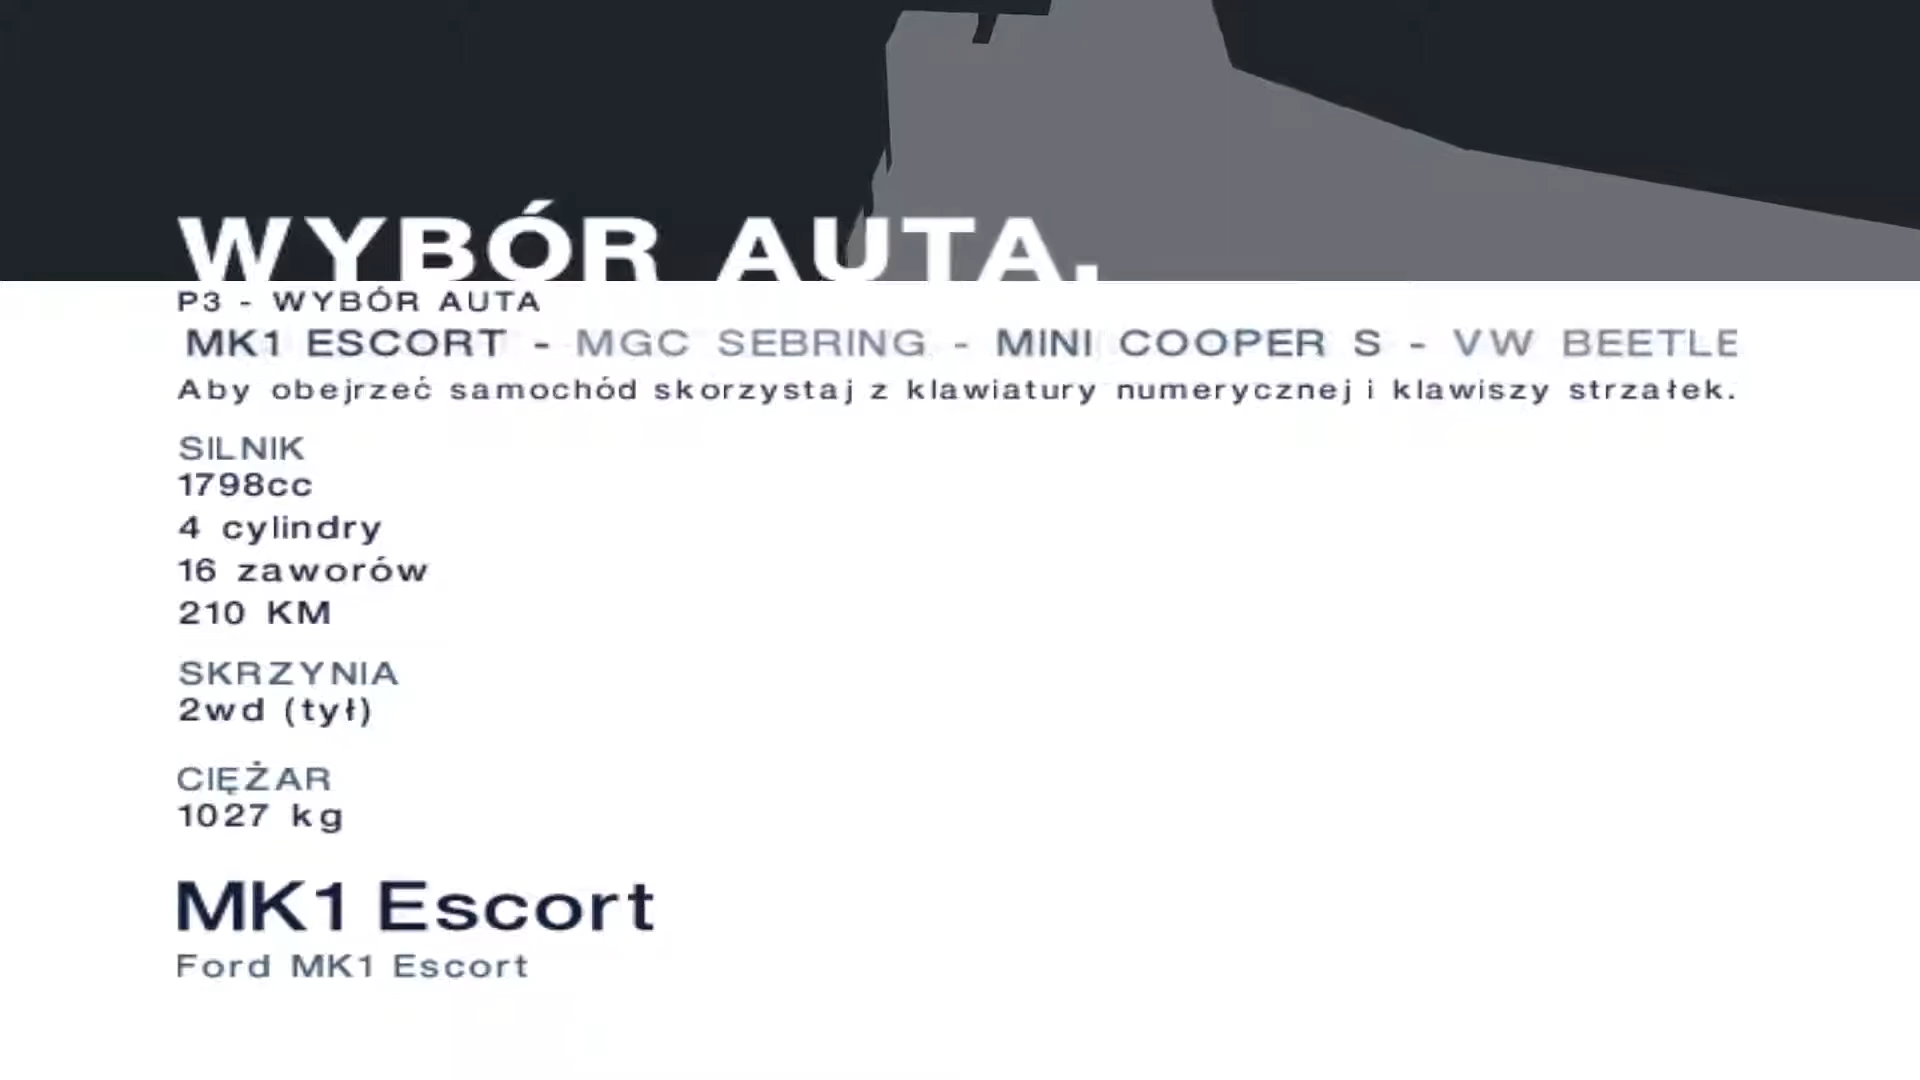 WYBÓR AUTA.
P3 - WYBÓR AUTA
MK1 ESCORT - MGC SEBRING - MINI COOPER S - VW BEETLE
Aby obejrzeć samochód skorzystaj z klawiatury numerycznej i klawiszy strzałek.
SILNIK
1798cc
4 cylindry
16 zaworów
210 KM
SKRZYNIA
2wd (tył)
CIĘŻAR
1027 kg
MK1 Escort
Ford MK1 Escort